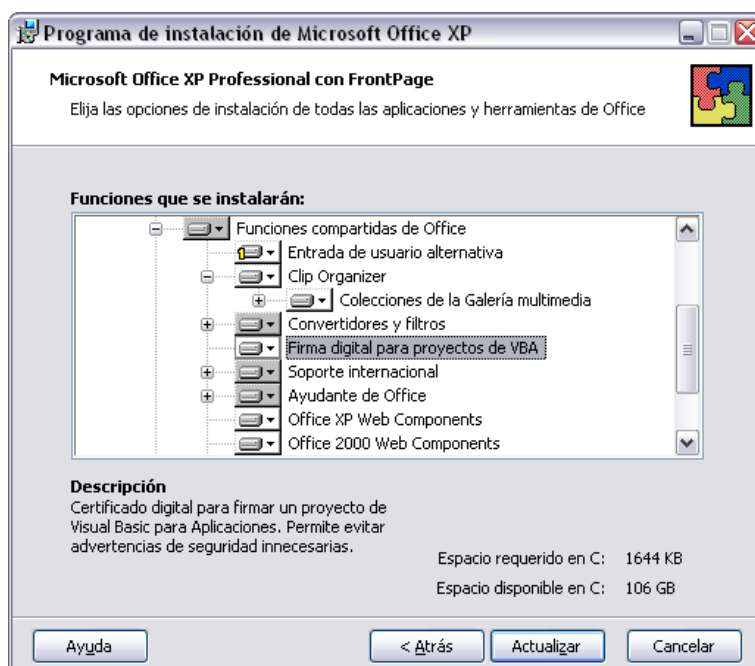 Programa de instalación de Microsoft Office XP
Microsoft Office XP Professional con FrontPage
Elija las opciones de instalación de todas las aplicaciones y herramientas de Office
Funciones que se instalarán:
Funciones compartidas de Office
Entrada de usuario alternativa
Clip Organizer
Colecciones de la Galería multimedia
Convertidores y filtros
Firma digital para proyectos de VBA
Soporte internacional
Ayudante de Office
Office XP Web Components
Office 2000 Web Components
Descripción
Certificado digital para firmar un proyecto de
Visual Basic para Aplicaciones. Permite evitar
advertencias de seguridad innecesarias.
Espacio requerido en C: 1644 KB
Espacio disponible en C: 106 GB
Ayuda
< Atrás
Actualizar
Cancelar